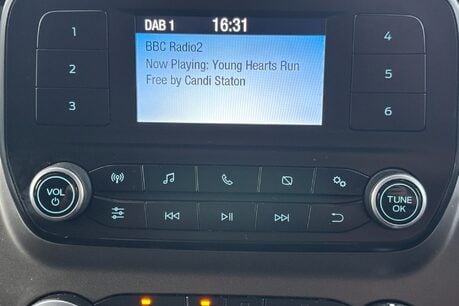 DAB 1 16:31
1
BBC Radio2
Now Playing: Young Hearts Run
Free by Candi Staton
2
3
4
5
6
VOL
TUNE
OK